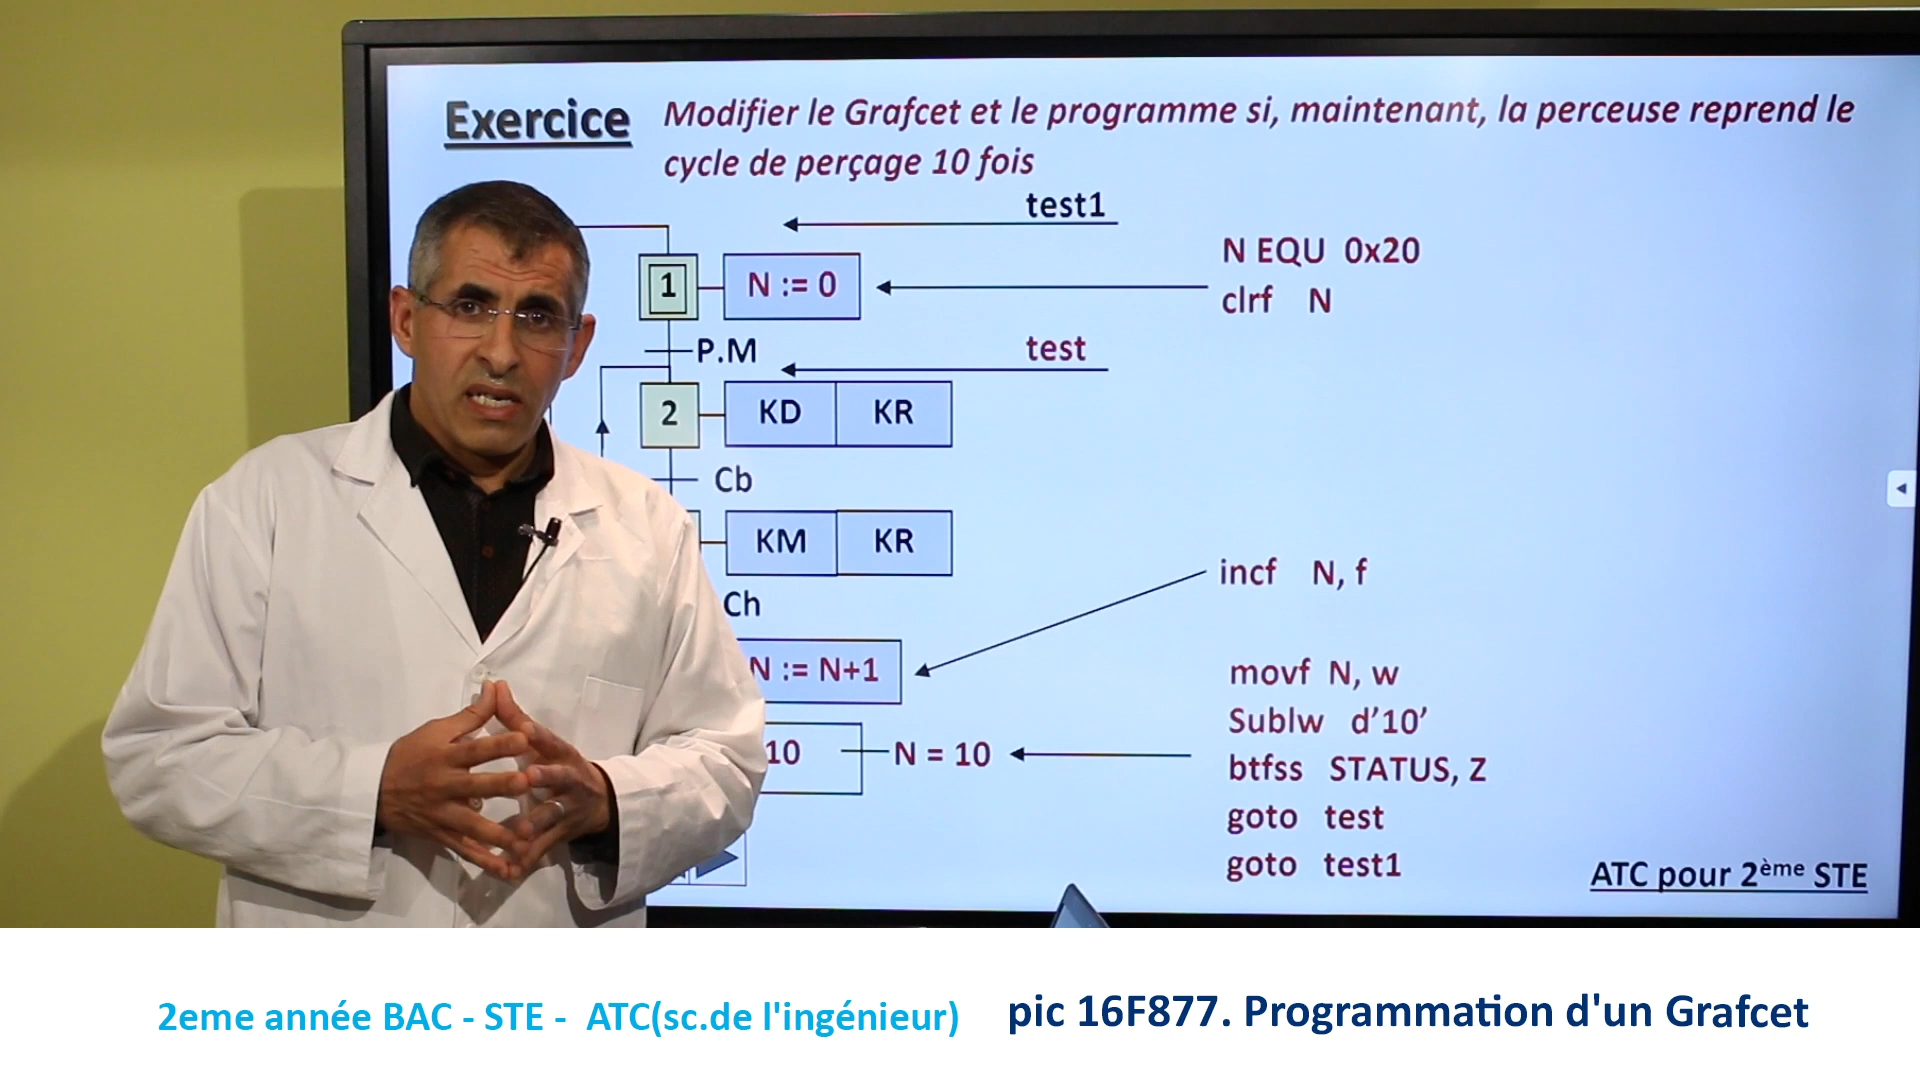 Exercice
Modifier le Grafcet et le programme si, maintenant, la perceuse reprend le
cycle de perçage 10 fois
test1
1
N := 0
N EQU 0x20
clrf N
P.M
test
2
KD
KR
Cb
KM
KR
incf N, f
Ch
N := N+1
movf N, w
Sublw d’10’
10
N = 10
btfss STATUS, Z
goto test
goto test1
ATC pour 2ème STE
2eme année BAC - STE - ATC(sc.de l'ingénieur)
pic 16F877. Programmation d'un Grafcet